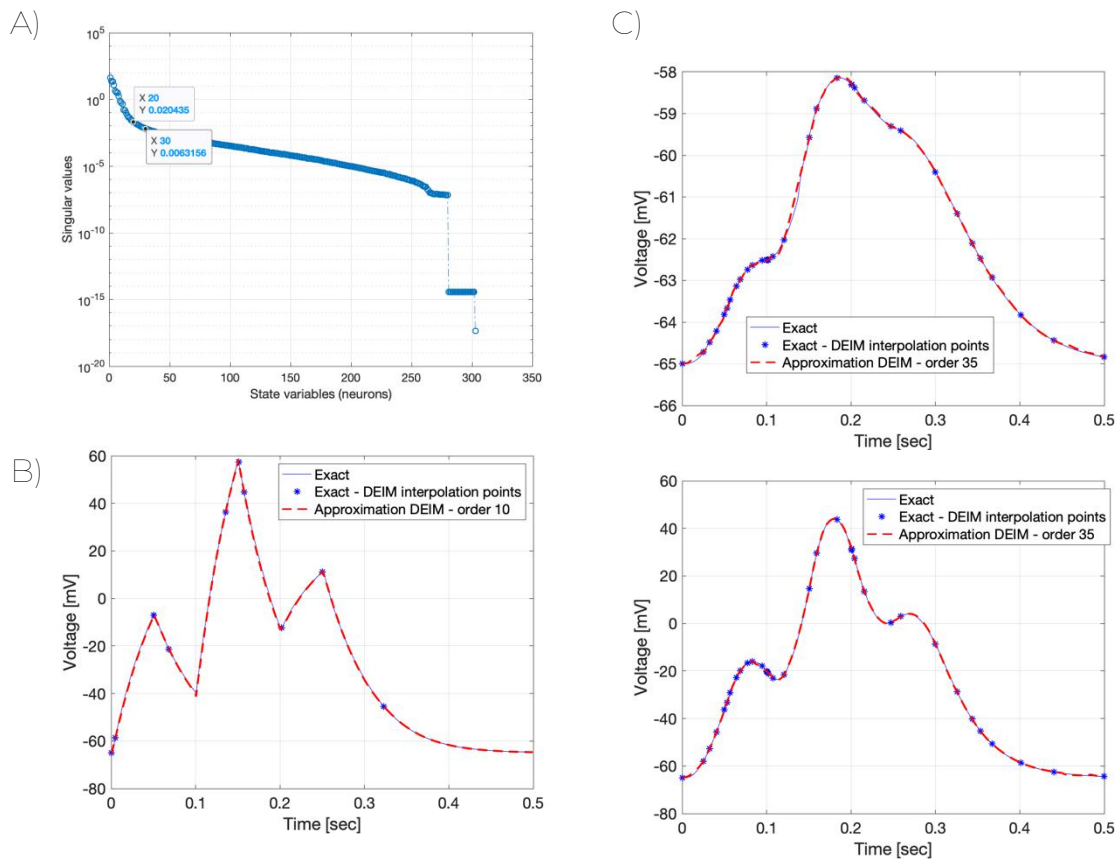 A)
10^5
10^0
10^-5
10^-10
10^-15
10^-20
Singular values
X 20
Y 0.020435
X 30
Y 0.0063156
0 50 100 150 200 250 300 350
State variables (neurons)
B)
60
40
20
0
-20
-40
-60
-80
Voltage [mV]
Exact
Exact - DEIM interpolation points
Approximation DEIM - order 10
0 0.1 0.2 0.3 0.4 0.5
Time [sec]
C)
-58
-59
-60
-61
-62
-63
-64
-65
-66
Voltage [mV]
Exact
Exact - DEIM interpolation points
Approximation DEIM - order 35
0 0.1 0.2 0.3 0.4 0.5
Time [sec]
60
40
20
0
-20
-40
-60
-80
Voltage [mV]
Exact
Exact - DEIM interpolation points
Approximation DEIM - order 35
0 0.1 0.2 0.3 0.4 0.5
Time [sec]